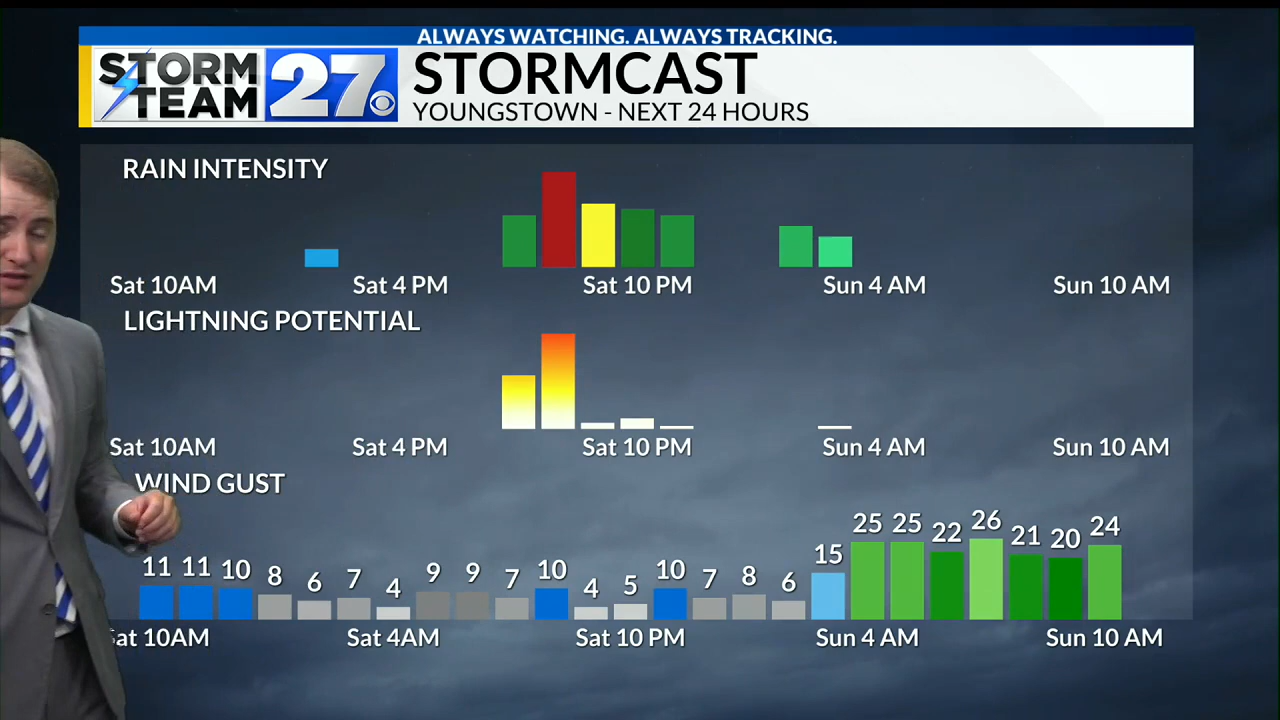 ALWAYS WATCHING. ALWAYS TRACKING.
STORM
TEAM
27
STORMCAST
YOUNGSTOWN - NEXT 24 HOURS
RAIN INTENSITY
Sat 10AM Sat 4 PM Sat 10 PM Sun 4 AM Sun 10 AM
LIGHTNING POTENTIAL
Sat 10AM Sat 4 PM Sat 10 PM Sun 4 AM Sun 10 AM
WIND GUST
11 11 10 8 6 7 4 9 9 7 10 4 5 10 7 8 6 15 25 25 22 26 21 20 24
Sat 10AM Sat 4AM Sat 10 PM Sun 4 AM Sun 10 AM